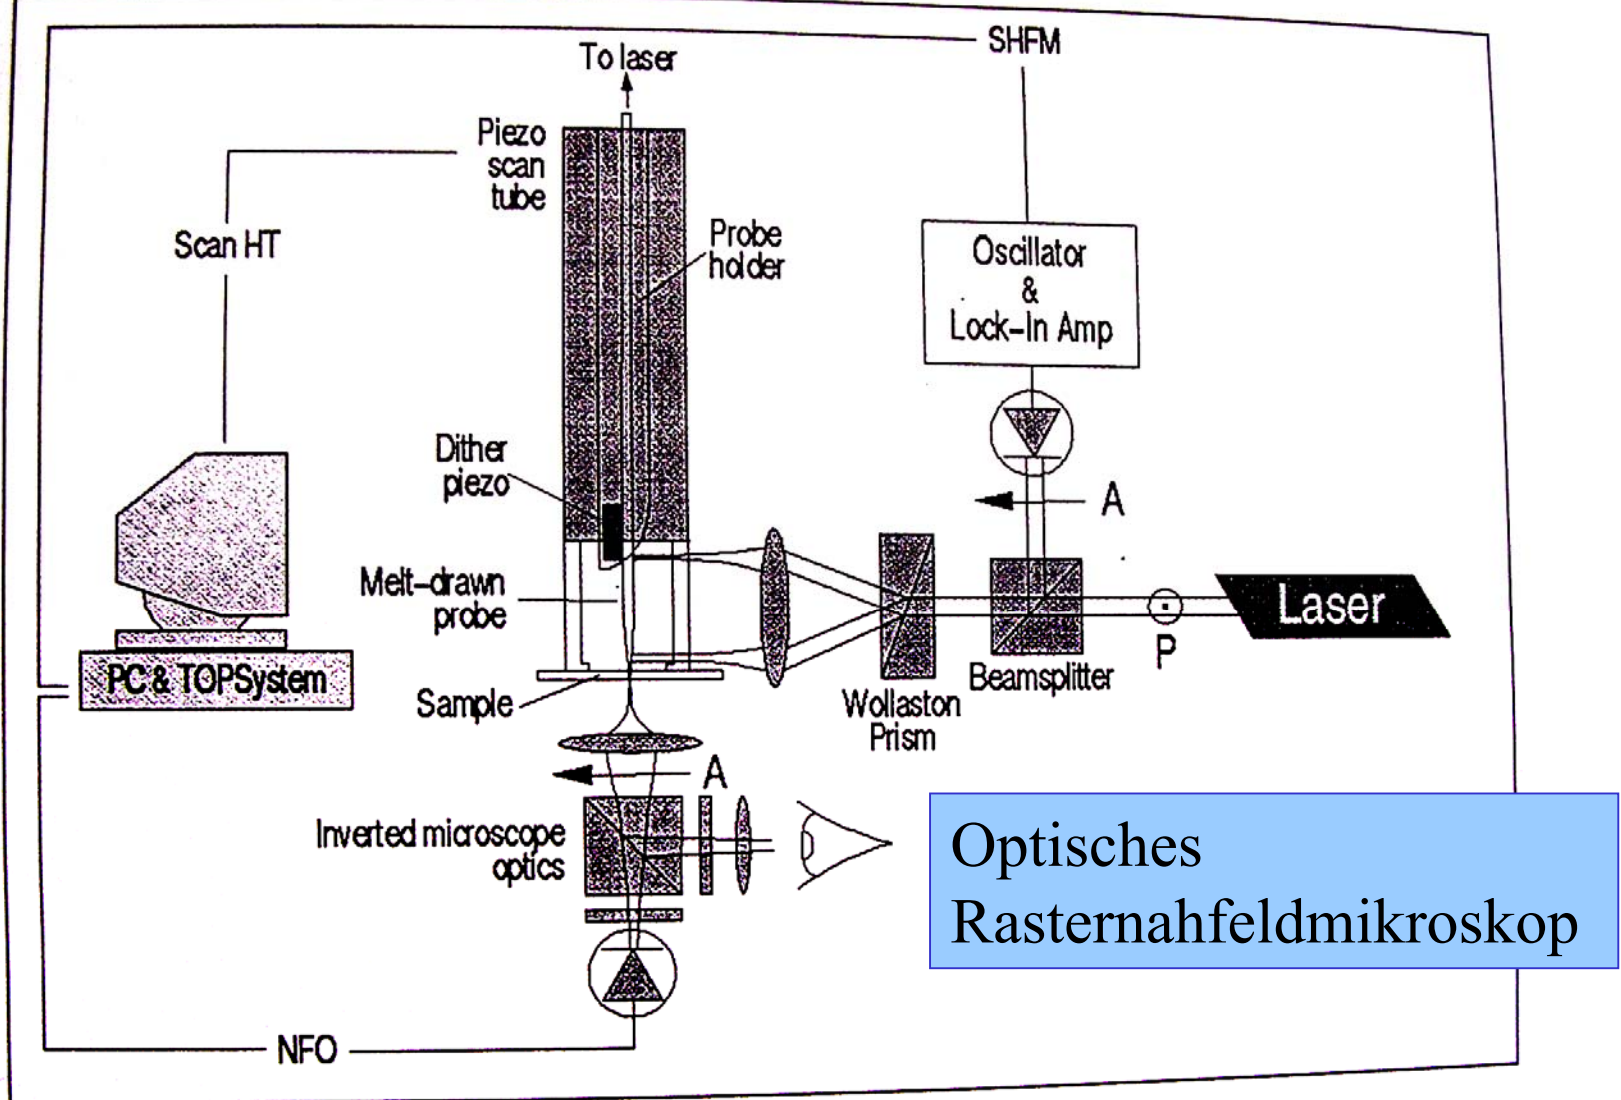 SHFM
To laser
Piezo
scan
tube
Scan HT
Probe
holder
Oscillator
&
Lock-In Amp
Dither
piezo
A
Melt-drawn
probe
Laser
P
Beamsplitter
PC & TOPSystem
Sample
Wollaston
Prism
A
Inverted microscope
optics
Optisches
Rasternahfeldmikroskop
NFO